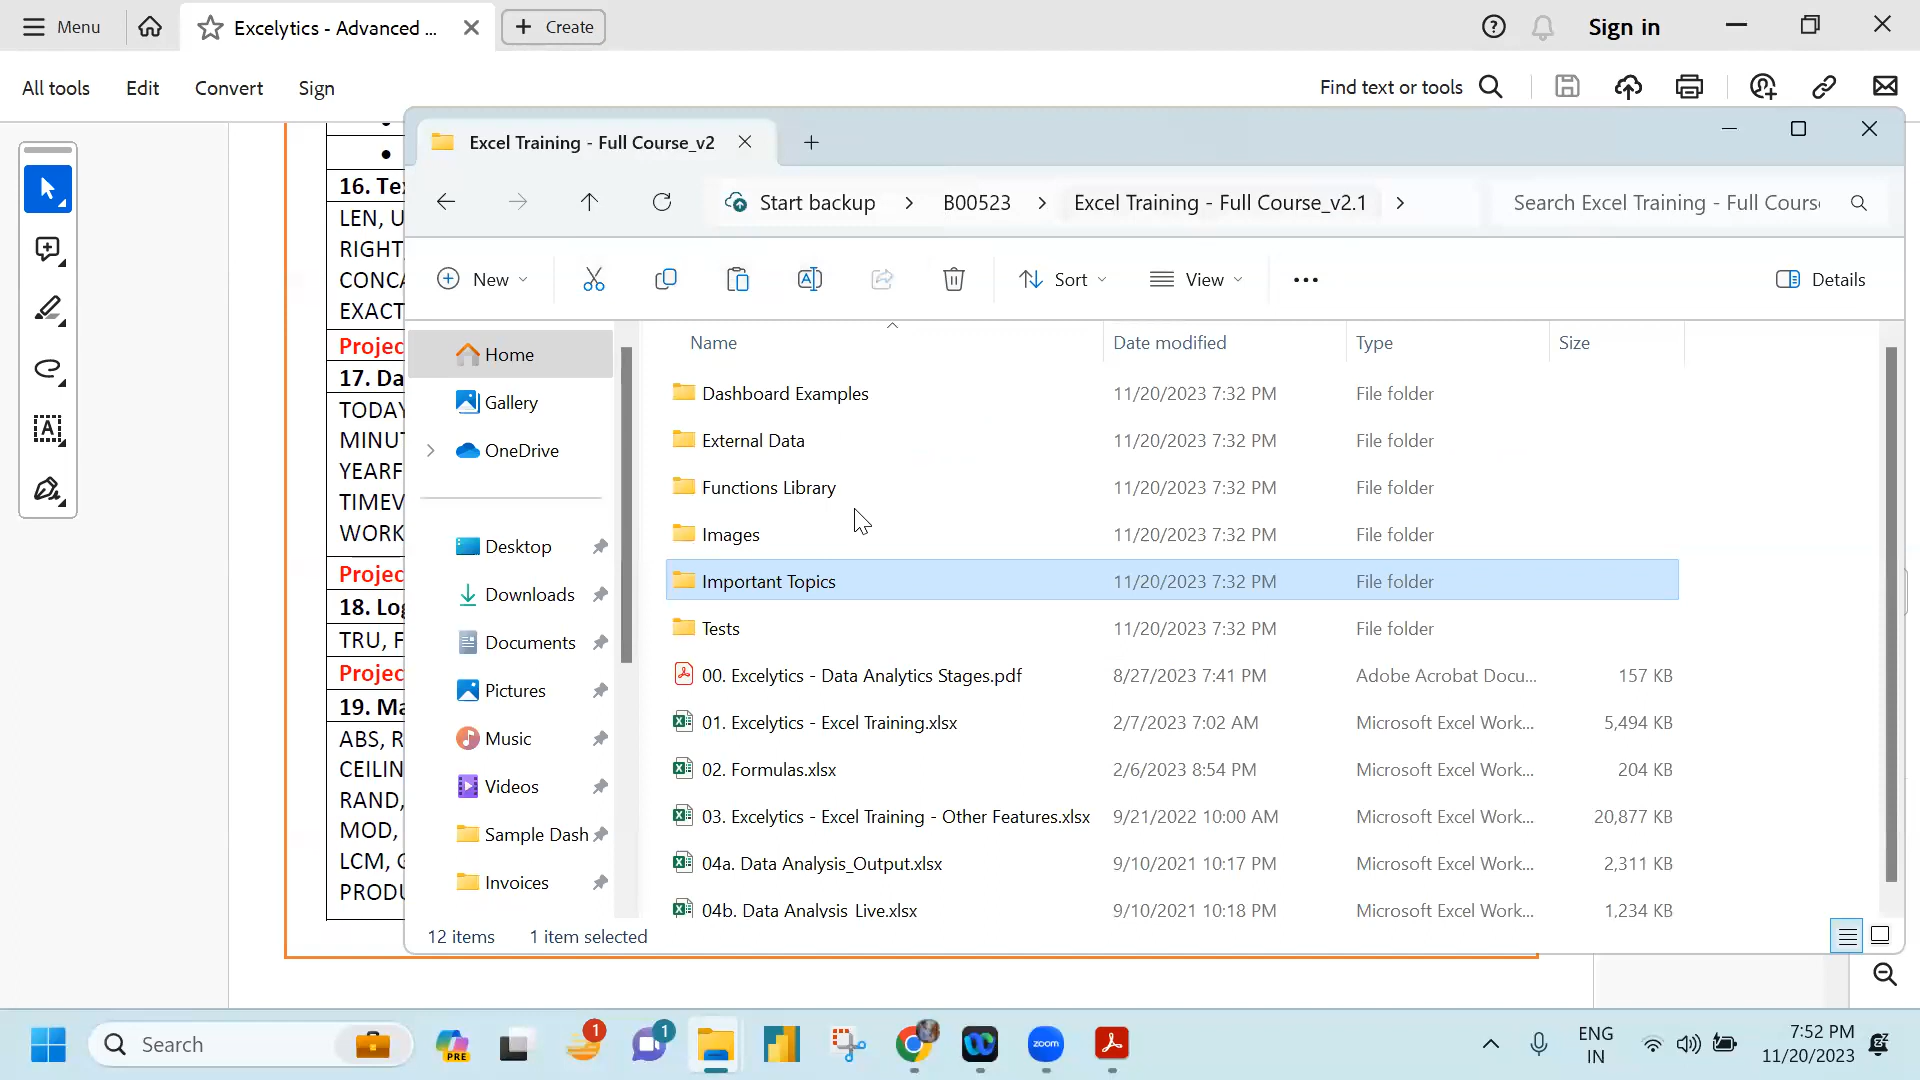 Menu
Excelytics - Advanced ...
Create
Sign in
All tools
Edit
Convert
Sign
Find text or tools
16. Te
LEN, U
RIGHT,
CONCA
EXACT
Projec
17. Da
TODAY
MINUT
YEARF
TIMEV
WORK
Projec
18. Log
TRU, F
Projec
19. Ma
ABS, R
CEILIN
RAND,
MOD,
LCM, G
PRODU
Excel Training - Full Course_v2
Start backup
B00523
Excel Training - Full Course_v2.1
Search Excel Training - Full Cours
New
Sort
View
Details
Home
Gallery
OneDrive
Desktop
Downloads
Documents
Pictures
Music
Videos
Sample Dash
Invoices
Name Date modified Type Size
Dashboard Examples 11/20/2023 7:32 PM File folder
External Data 11/20/2023 7:32 PM File folder
Functions Library 11/20/2023 7:32 PM File folder
Images 11/20/2023 7:32 PM File folder
Important Topics 11/20/2023 7:32 PM File folder
Tests 11/20/2023 7:32 PM File folder
00. Excelytics - Data Analytics Stages.pdf 8/27/2023 7:41 PM Adobe Acrobat Docu... 157 KB
01. Excelytics - Excel Training.xlsx 2/7/2023 7:02 AM Microsoft Excel Work... 5,494 KB
02. Formulas.xlsx 2/6/2023 8:54 PM Microsoft Excel Work... 204 KB
03. Excelytics - Excel Training - Other Features.xlsx 9/21/2022 10:00 AM Microsoft Excel Work... 20,877 KB
04a. Data Analysis_Output.xlsx 9/10/2021 10:17 PM Microsoft Excel Work... 2,311 KB
04b. Data Analysis Live.xlsx 9/10/2021 10:18 PM Microsoft Excel Work... 1,234 KB
12 items 1 item selected
Search
PRE
1
1
zoom
ENG
IN
7:52 PM
11/20/2023